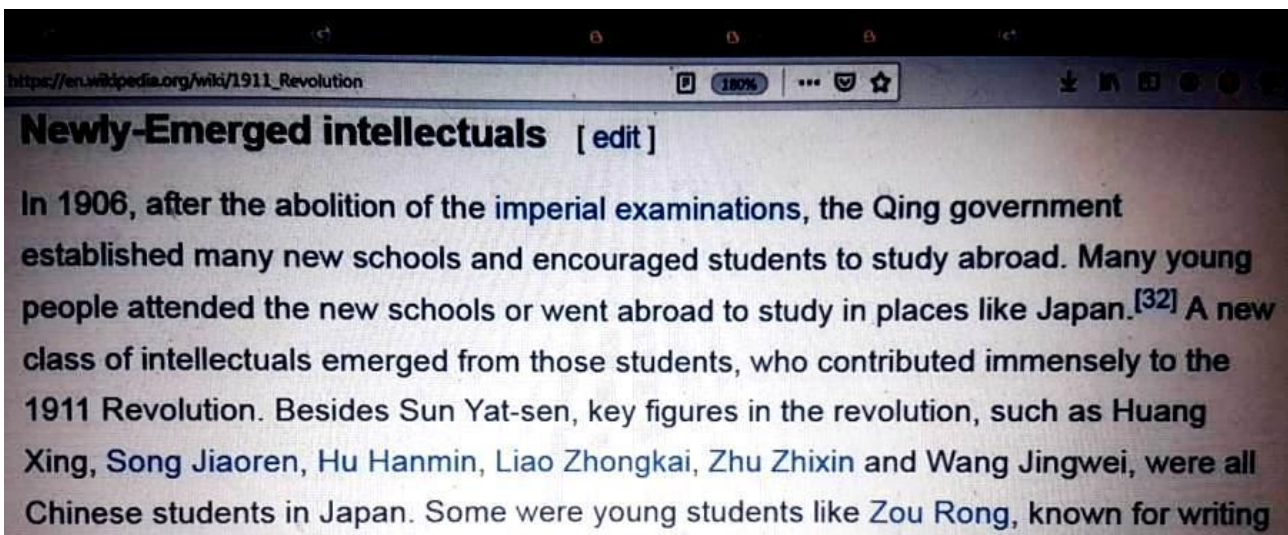 https://en.wikipedia.org/wiki/1911_Revolution 180%
Newly-Emerged intellectuals [ edit ]
In 1906, after the abolition of the imperial examinations, the Qing government
established many new schools and encouraged students to study abroad. Many young
people attended the new schools or went abroad to study in places like Japan.[32] A new
class of intellectuals emerged from those students, who contributed immensely to the
1911 Revolution. Besides Sun Yat-sen, key figures in the revolution, such as Huang
Xing, Song Jiaoren, Hu Hanmin, Liao Zhongkai, Zhu Zhixin and Wang Jingwei, were all
Chinese students in Japan. Some were young students like Zou Rong, known for writing